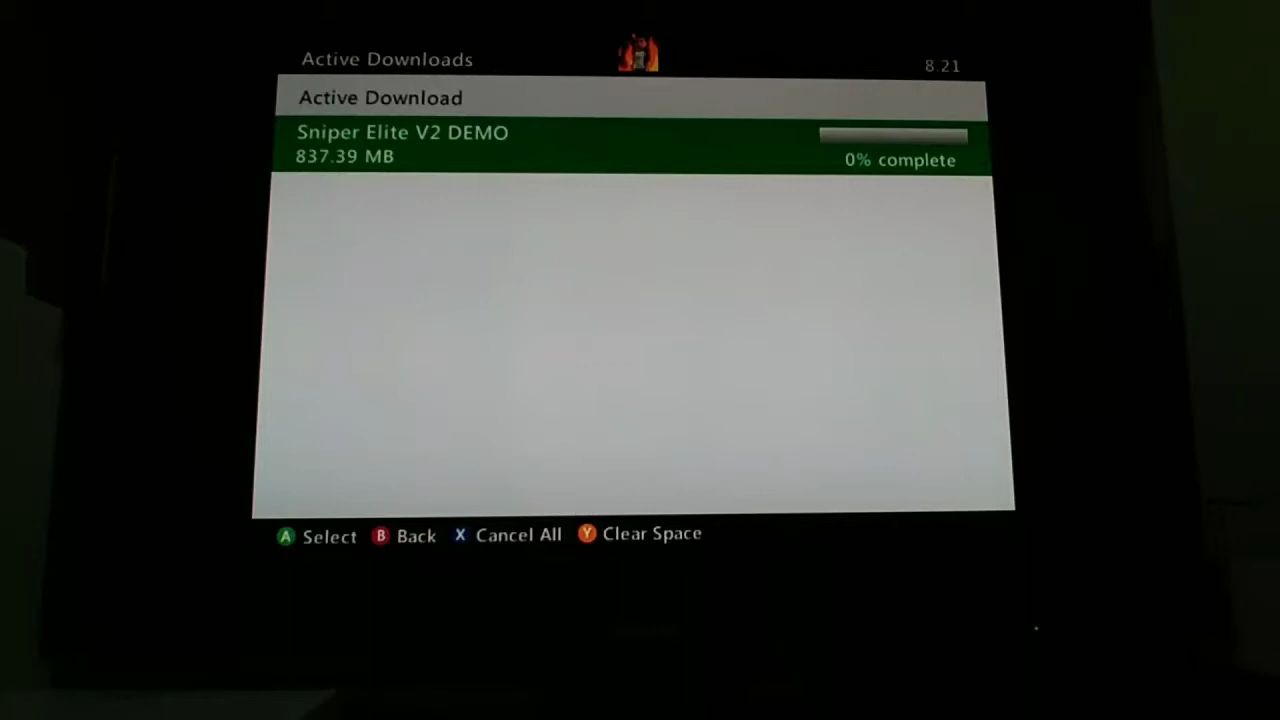 Active Downloads
8.21
Active Download
Sniper Elite V2 DEMO
837.39 MB
0% complete
A Select B Back X Cancel All Y Clear Space